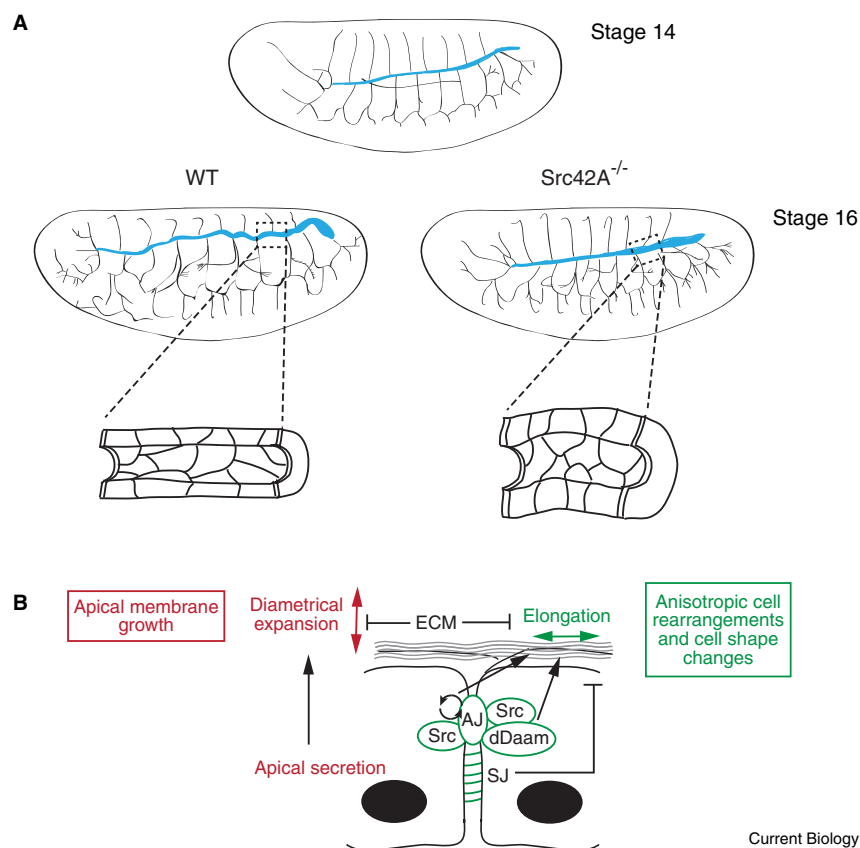 A
Stage 14
WT
Src42A-/-
Stage 16
B
Apical membrane
growth
Diametrical
expansion
ECM
Elongation
Anisotropic cell
rearrangements
and cell shape
changes
AJ
Src
Src
dDaam
Apical secretion
SJ
Current Biology